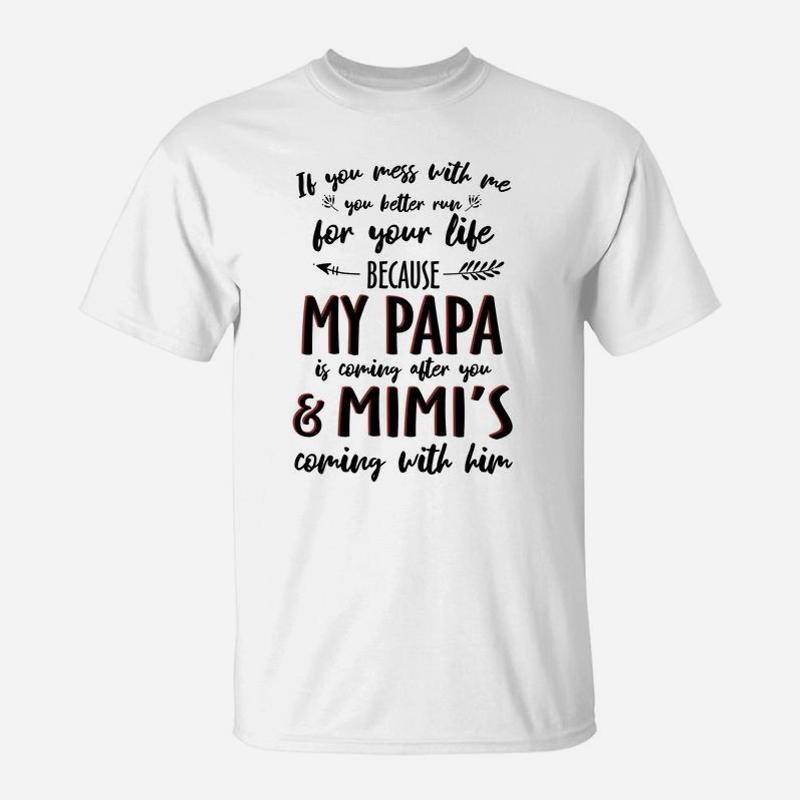 If you mess with me
you better run
for your life
BECAUSE
MY PAPA
is coming after you
& MIMI'S
coming with him